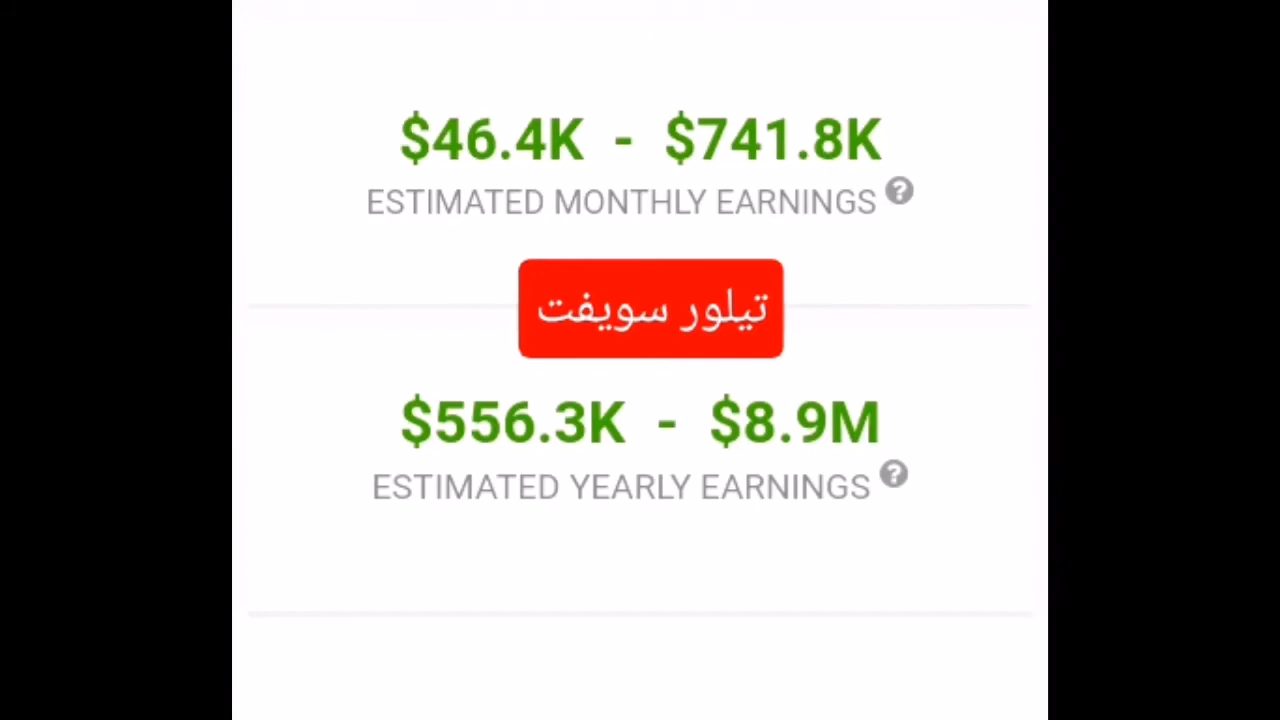 $46.4K - $741.8K
ESTIMATED MONTHLY EARNINGS ?
تيلور سويفت
$556.3K - $8.9M
ESTIMATED YEARLY EARNINGS ?